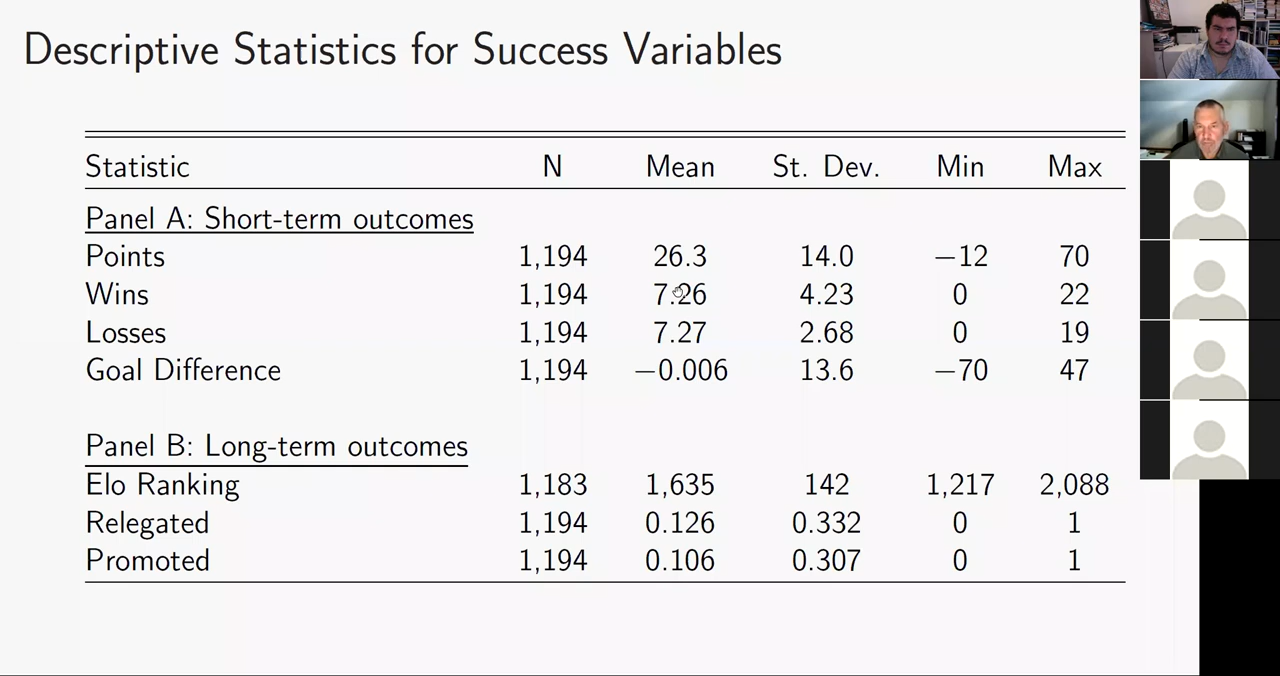 Descriptive Statistics for Success Variables
Statistic N Mean St. Dev. Min Max
Panel A: Short-term outcomes
Points 1,194 26.3 14.0 −12 70
Wins 1,194 7.26 4.23 0 22
Losses 1,194 7.27 2.68 0 19
Goal Difference 1,194 −0.006 13.6 −70 47
Panel B: Long-term outcomes
Elo Ranking 1,183 1,635 142 1,217 2,088
Relegated 1,194 0.126 0.332 0 1
Promoted 1,194 0.106 0.307 0 1